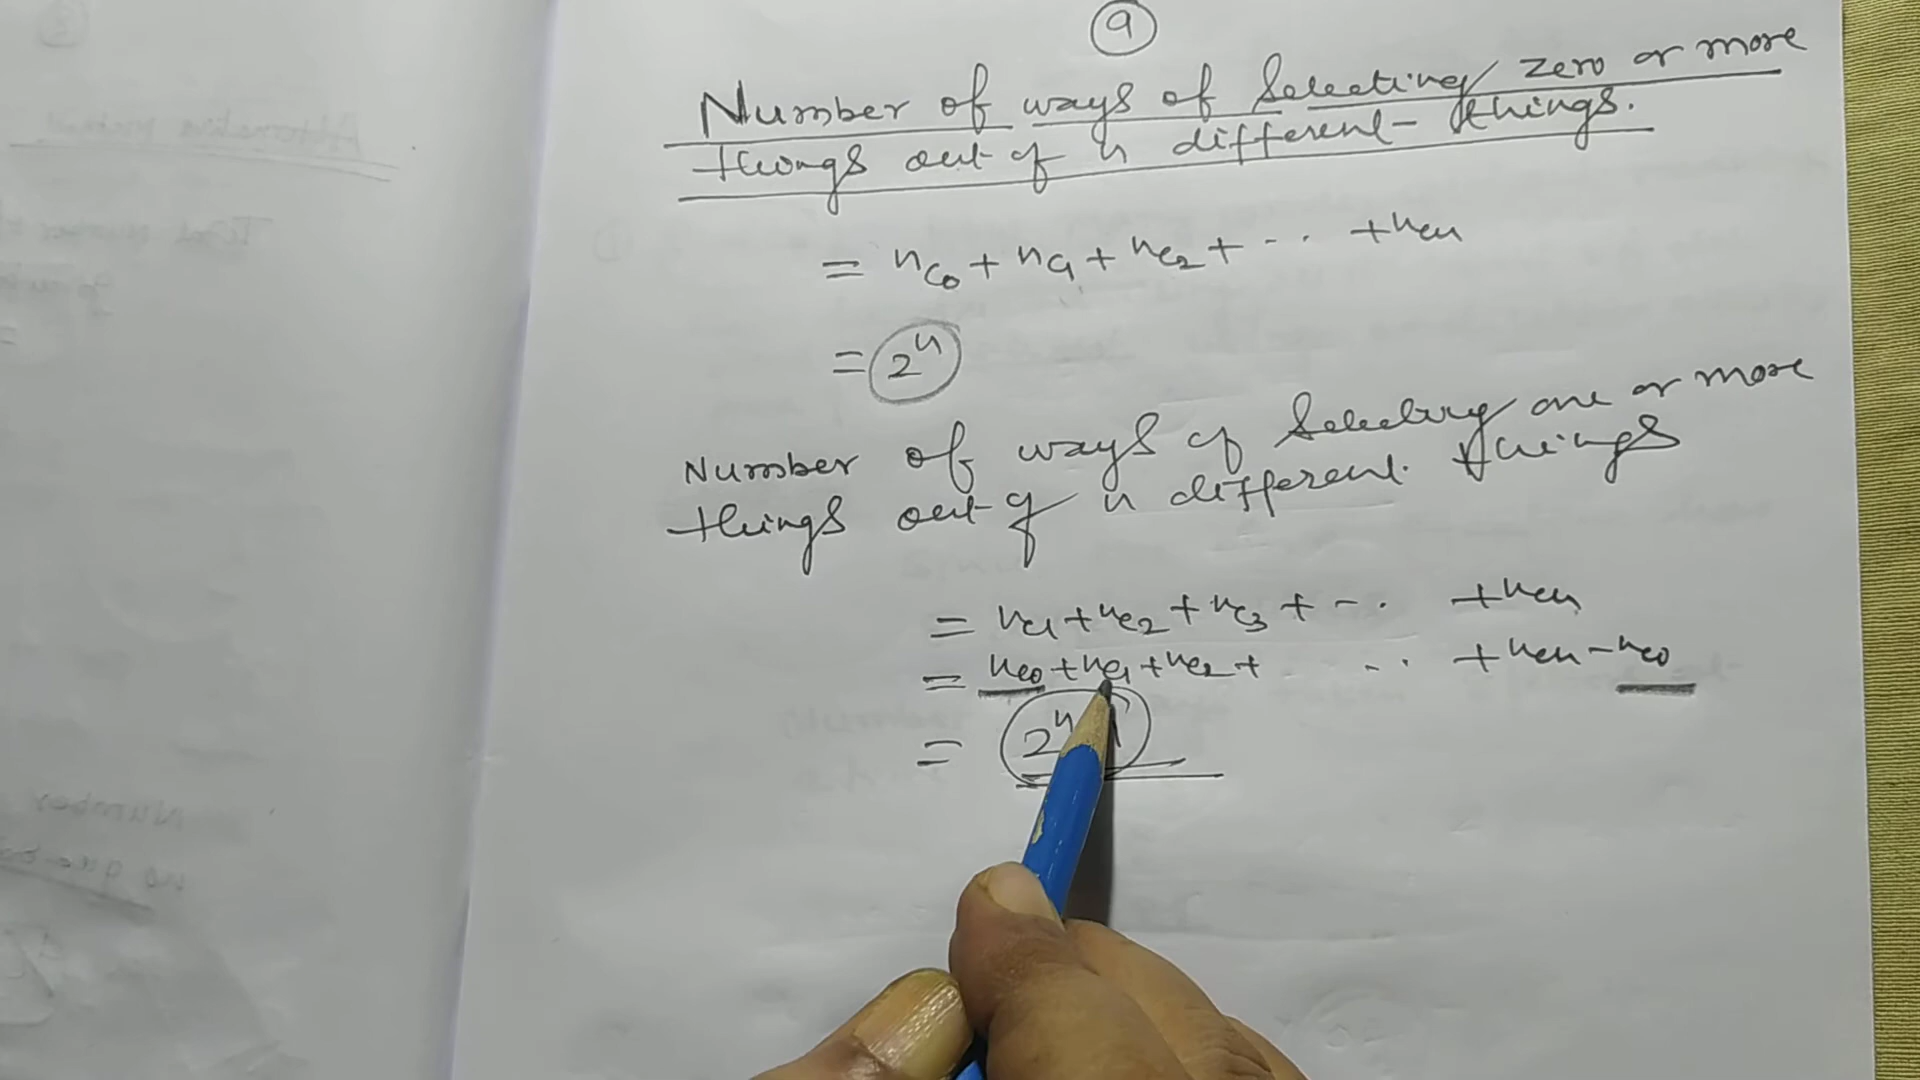 9
Number of ways of Selecting zero or more
things out of n different things.
= nC0 + nC1 + nC2 + ... + nCn
= 2^n
Number of ways of Selecting one or more
things out of n different things
= nC1 + nC2 + nC3 + ... + nCn
= nC0 + nC1 + nC2 + ... + nCn - nC0
= 2^n